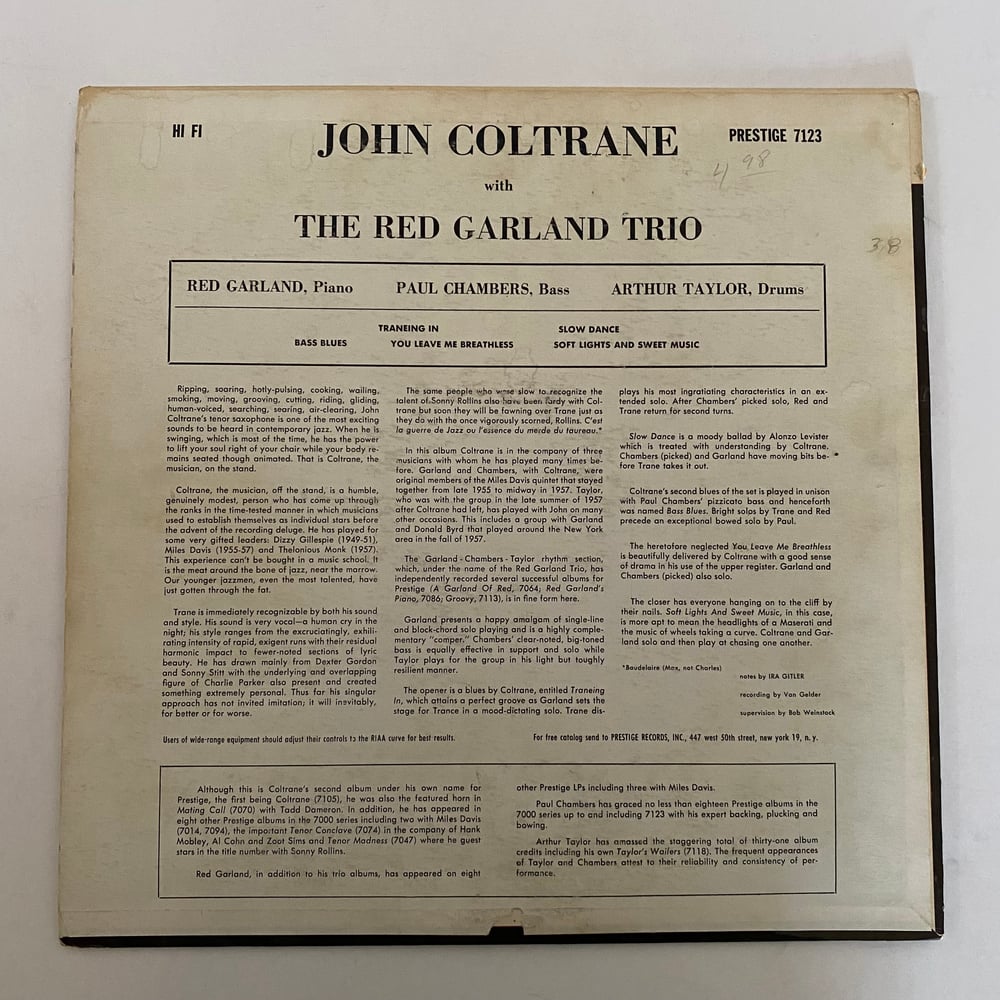 HI FI
JOHN COLTRANE
PRESTIGE 7123
4 98
with
THE RED GARLAND TRIO
38
RED GARLAND, Piano PAUL CHAMBERS, Bass ARTHUR TAYLOR, Drums
TRANEING IN SLOW DANCE
BASS BLUES YOU LEAVE ME BREATHLESS SOFT LIGHTS AND SWEET MUSIC
Ripping, soaring, hotly-pulsing, cooking, wailing,
smoking, moving, grooving, cutting, riding, gliding,
human-voiced, searching, searing, air-clearing, John
Coltrane's tenor saxophone is one of the most exciting
sounds to be heard in contemporary jazz. When he is
swinging, which is most of the time, he has the power
to lift your soul right of your chair while your body re-
mains seated though animated. That is Coltrane, the
musician, on the stand.
Coltrane, the musician, off the stand, is a humble,
genuinely modest, person who has come up through
the ranks in the time-tested manner in which musicians
used to establish themselves as individual stars before
the advent of the recording deluge. He has played for
some very gifted leaders: Dizzy Gillespie (1949-51),
Miles Davis (1955-57) and Thelonious Monk (1957).
This experience can't be bought in a music school. It
is the meat around the bone of jazz, near the marrow.
Our younger jazzmen, even the most talented, have
just gotten through the fat.
Trane is immediately recognizable by both his sound
and style. His sound is very vocal—a human cry in the
night; his style ranges from the excruciatingly, exhili-
rating intensity of rapid, exigent runs with their residual
harmonic impact to fewer-noted sections of lyric
beauty. He has drawn mainly from Dexter Gordon
and Sonny Stitt with the underlying and overlapping
figure of Charlie Parker also present and created
something extremely personal. Thus far his singular
approach has not invited imitation; it will inevitably,
for better or for worse.
The same people who were slow to recognize the
talent of Sonny Rollins also have been tardy with Col-
trane but soon they will be fawning over Trane just as
they do with the once vigorously scorned, Rollins. C'est
la guerre de Jazz ou l'essence du merde du taureau.*
In this album Coltrane is in the company of three
musicians with whom he has played many times be-
fore. Garland and Chambers, with Coltrane, were
original members of the Miles Davis quintet that stayed
together from late 1955 to midway in 1957. Taylor,
who was with the group in the late summer of 1957
after Coltrane had left, has played with John on many
other occasions. This includes a group with Garland
and Donald Byrd that played around the New York
area in the fall of 1957.
The Garland-Chambers-Taylor rhythm section,
which, under the name of the Red Garland Trio, has
independently recorded several successful albums for
Prestige (A Garland Of Red, 7064; Red Garland's
Piano, 7086; Groovy, 7113), is in fine form here.
Garland presents a happy amalgam of single-line
and block-chord solo playing and is a highly comple-
mentary "comper." Chambers' clear-noted, big-toned
bass is equally effective in support and solo while
Taylor plays for the group in his light but toughly
resilient manner.
The opener is a blues by Coltrane, entitled Traneing
In, which attains a perfect groove as Garland sets the
stage for Trance in a mood-dictating solo. Trane dis-
plays his most ingratiating characteristics in an ex-
tended solo. After Chambers' picked solo, Red and
Trane return for second turns.
Slow Dance is a moody ballad by Alonzo Levister
which is treated with understanding by Coltrane.
Chambers (picked) and Garland have moving bits be-
fore Trane takes it out.
Coltrane's second blues of the set is played in unison
with Paul Chambers' pizzicato bass and henceforth
was named Bass Blues. Bright solps by Trane and Red
precede an exceptional bowed solo by Paul.
The heretofore neglected You Leave Me Breathless
is beautifully delivered by Coltrane with a good sense
of drama in his use of the upper register. Garland and
Chambers (picked) also solo.
The closer has everyone hanging on to the cliff by
their nails. Soft Lights And Sweet Music, in this case,
is more apt to mean the headlights of a Maserati and
the music of wheels taking a curve. Coltrane and Gar-
land solo and then play at chasing one another.
*Baudelaire (Max, not Charles)
notes by IRA GITLER
recording by Van Gelder
supervision by Bob Weinstock
Users of wide-range equipment should adjust their controls to the RIAA curve for best results.
For free catalog send to PRESTIGE RECORDS, INC., 447 west 50th street, new york 19, n. y.
Although this is Coltrane's second album under his own name for
Prestige, the first being Coltrane (7105), he was also the featured horn in
Mating Call (7070) with Tadd Dameron. In addition, he has appeared in
eight other Prestige albums in the 7000 series including two with Miles Davis
(7014, 7094), the important Tenor Conclave (7074) in the company of Hank
Mobley, Al Cohn and Zoot Sims and Tenor Madness (7047) where he guest
stars in the title number with Sonny Rollins.
Red Garland, in addition to his trio albums, has appeared on eight
other Prestige LPs including three with Miles Davis.
Paul Chambers has graced no less than eighteen Prestige albums in the
7000 series up to and including 7123 with his expert backing, plucking and
bowing.
Arthur Taylor has amassed the staggering total of thirty-one album
credits including his own Taylor's Wailers (7118). The frequent appearances
of Taylor and Chambers attest to their reliability and consistency of per-
formance.